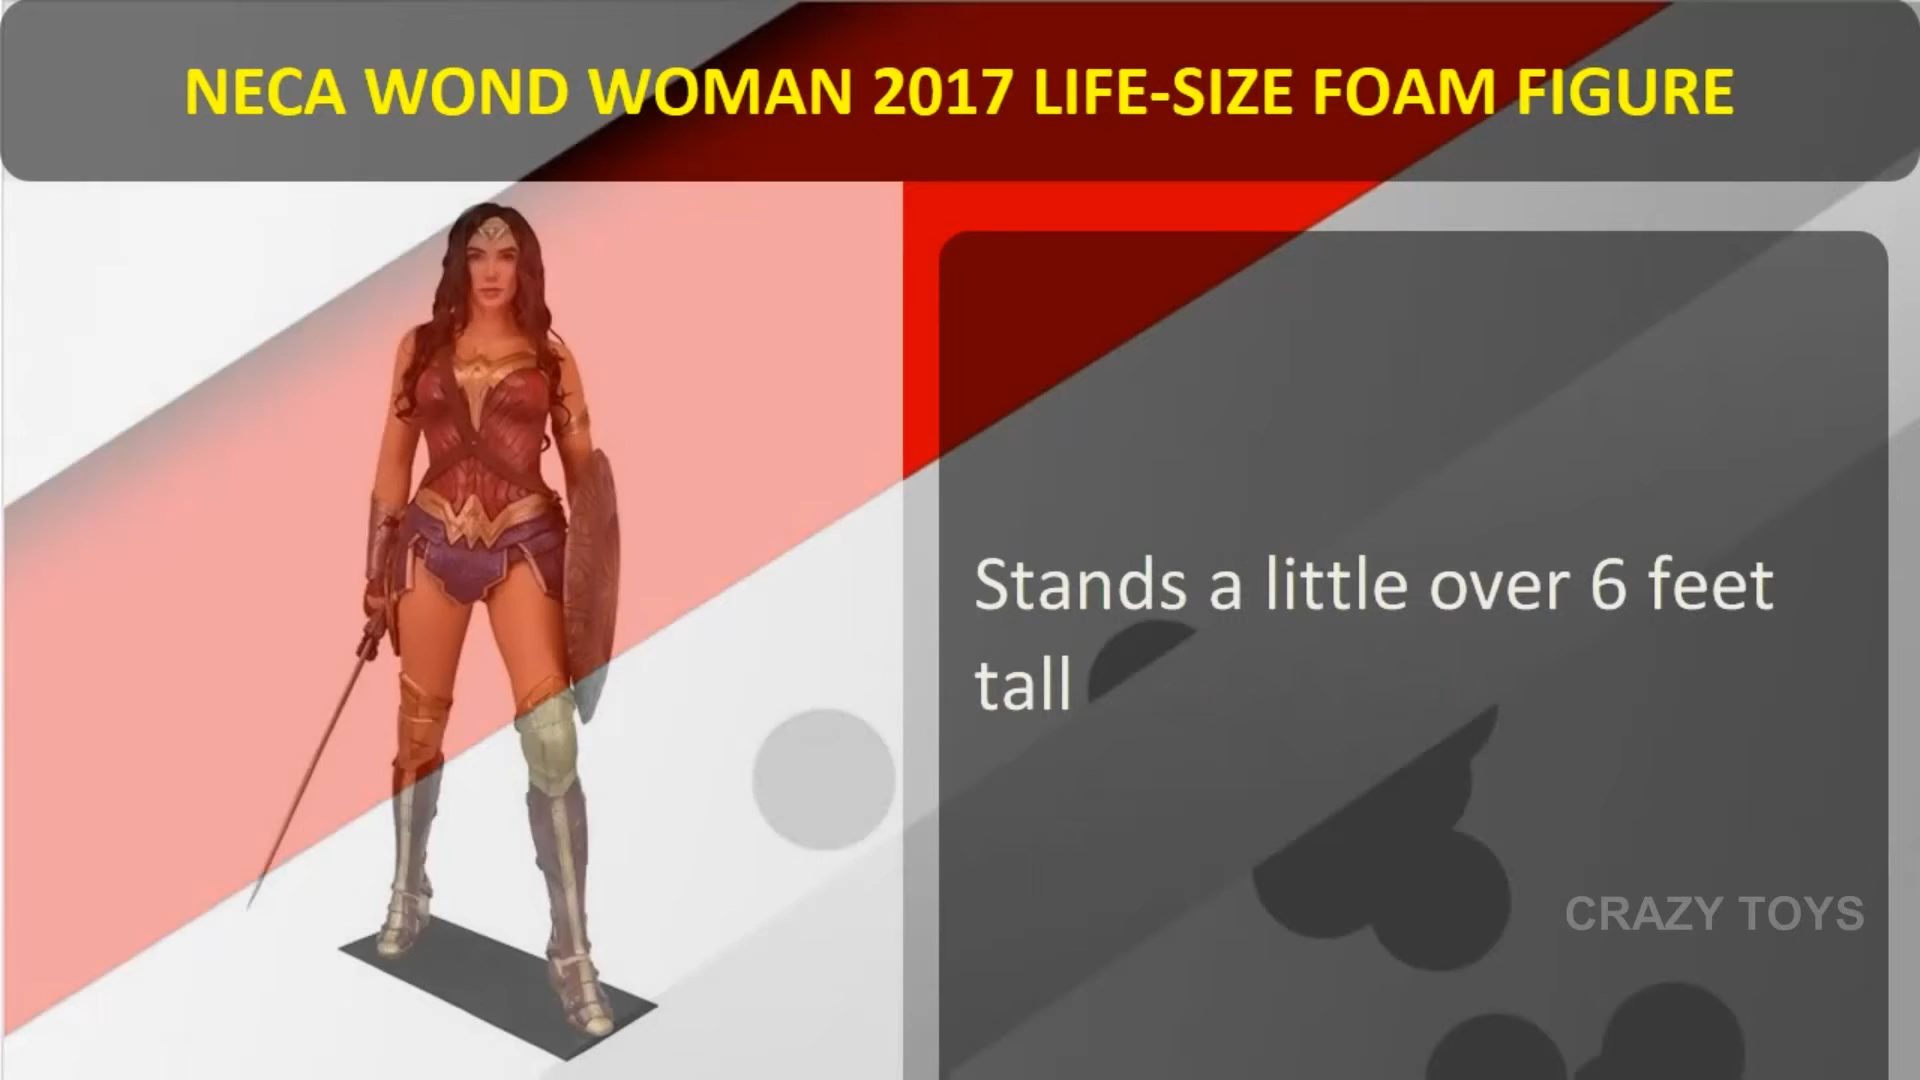 NECA WOND WOMAN 2017 LIFE-SIZE FOAM FIGURE
Stands a little over 6 feet
tall
CRAZY TOYS